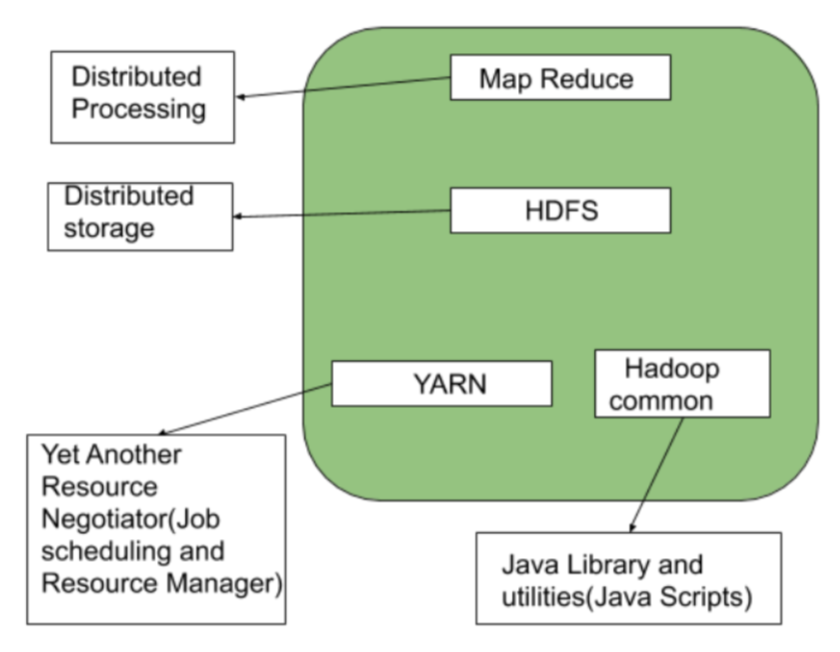 Distributed
Processing
Map Reduce
Distributed
storage
HDFS
YARN
Hadoop
common
Yet Another
Resource
Negotiator(Job
scheduling and
Resource Manager)
Java Library and
utilities(Java Scripts)